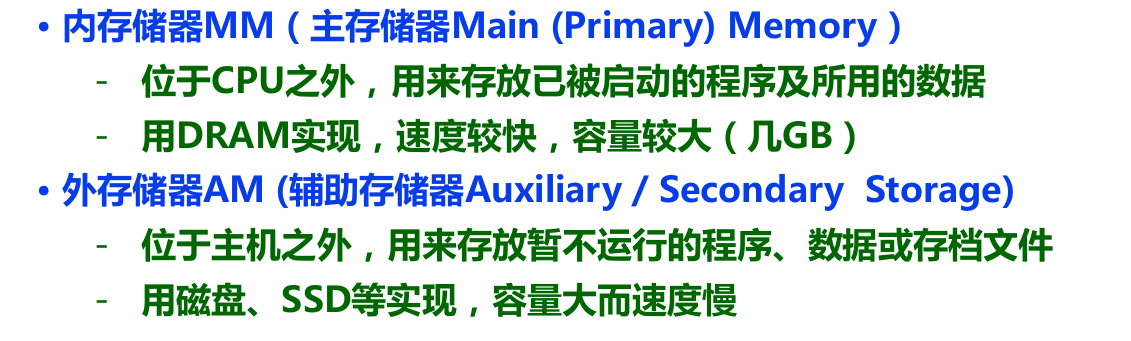 • 内存储器MM（主存储器Main (Primary) Memory）
- 位于CPU之外，用来存放已被启动的程序及所用的数据
- 用DRAM实现，速度较快，容量较大（几GB）
• 外存储器AM (辅助存储器Auxiliary / Secondary Storage)
- 位于主机之外，用来存放暂不运行的程序、数据或存档文件
- 用磁盘、SSD等实现，容量大而速度慢